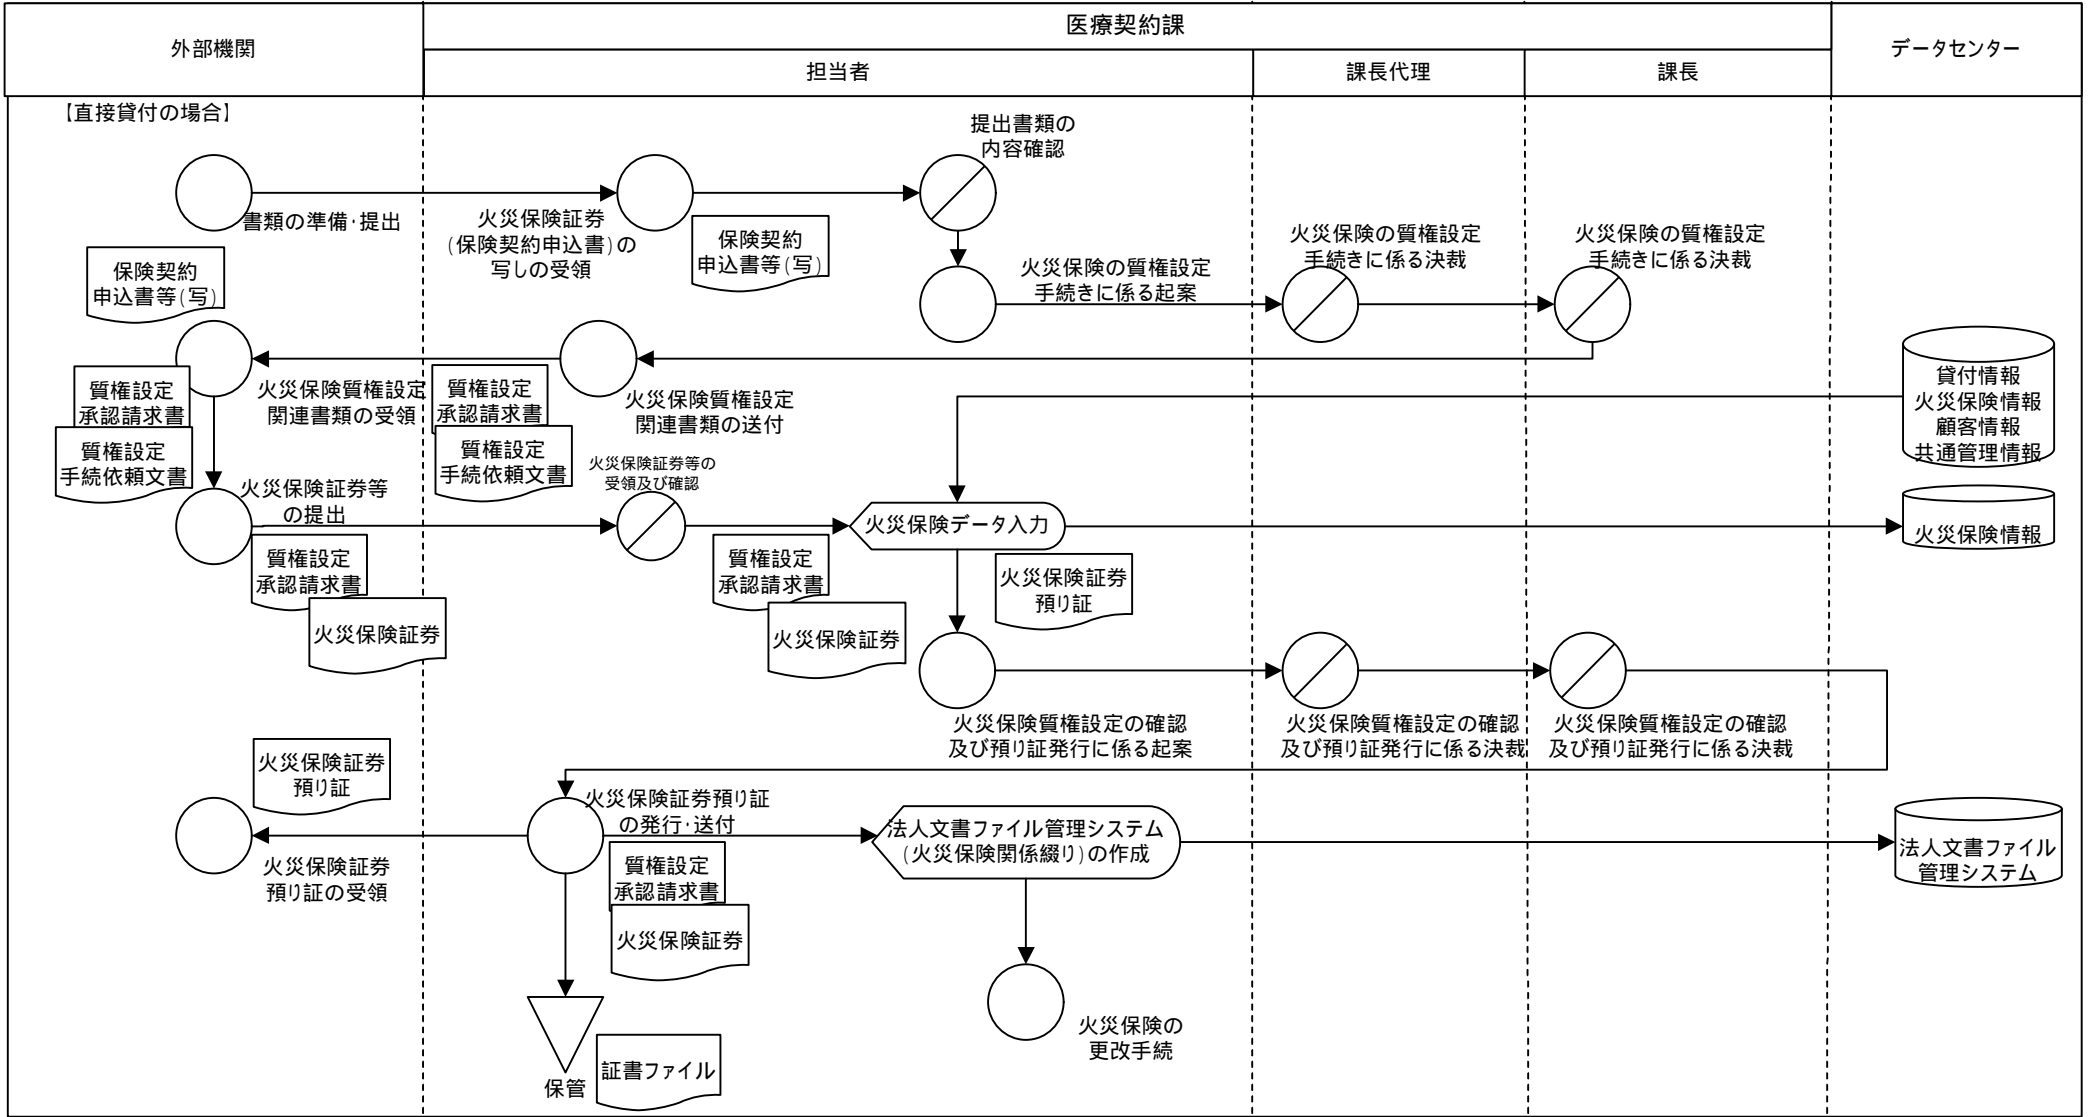 外部機関
医療契約課
データセンター
担当者
課長代理
課長
【直接貸付の場合】
提出書類の
内容確認
書類の準備・提出
火災保険証券
(保険契約申込書)の
写しの受領
保険契約
申込書等(写)
火災保険の質権設定
手続きに係る起案
火災保険の質権設定
手続きに係る決裁
火災保険の質権設定
手続きに係る決裁
保険契約
申込書等(写)
質権設定
承認請求書
質権設定
手続依頼文書
火災保険質権設定
関連書類の受領
質権設定
承認請求書
質権設定
手続依頼文書
火災保険質権設定
関連書類の送付
貸付情報
火災保険情報
顧客情報
共通管理情報
火災保険証券等
の提出
火災保険証券等の
受領及び確認
火災保険データ入力
火災保険情報
質権設定
承認請求書
火災保険証券
質権設定
承認請求書
火災保険証券
火災保険証券
預り証
火災保険質権設定の確認
及び預り証発行に係る起案
火災保険質権設定の確認
及び預り証発行に係る決裁
火災保険質権設定の確認
及び預り証発行に係る決裁
火災保険証券
預り証
火災保険証券
預り証の受領
火災保険証券預り証
の発行・送付
質権設定
承認請求書
火災保険証券
法人文書ファイル管理システム
(火災保険関係綴り)の作成
法人文書ファイル
管理システム
火災保険の
更改手続
保管
証書ファイル